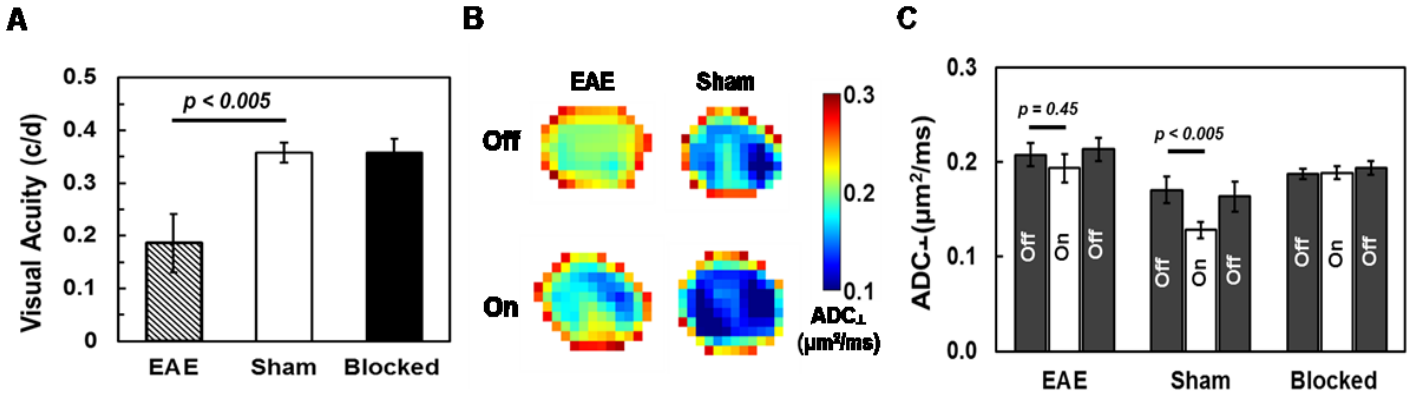 A
B
C
Visual Acuity (c/d)
0.5
0.4
0.3
0.2
0.1
0
p < 0.005
EAE
Sham
Blocked
EAE
Sham
Off
On
0.3
0.2
0.1
ADC⊥
(μm²/ms)
ADC⊥(μm²/ms)
0.3
0.2
0.1
0.0
p = 0.45
p < 0.005
Off
On
Off
Off
On
Off
Off
On
Off
EAE
Sham
Blocked